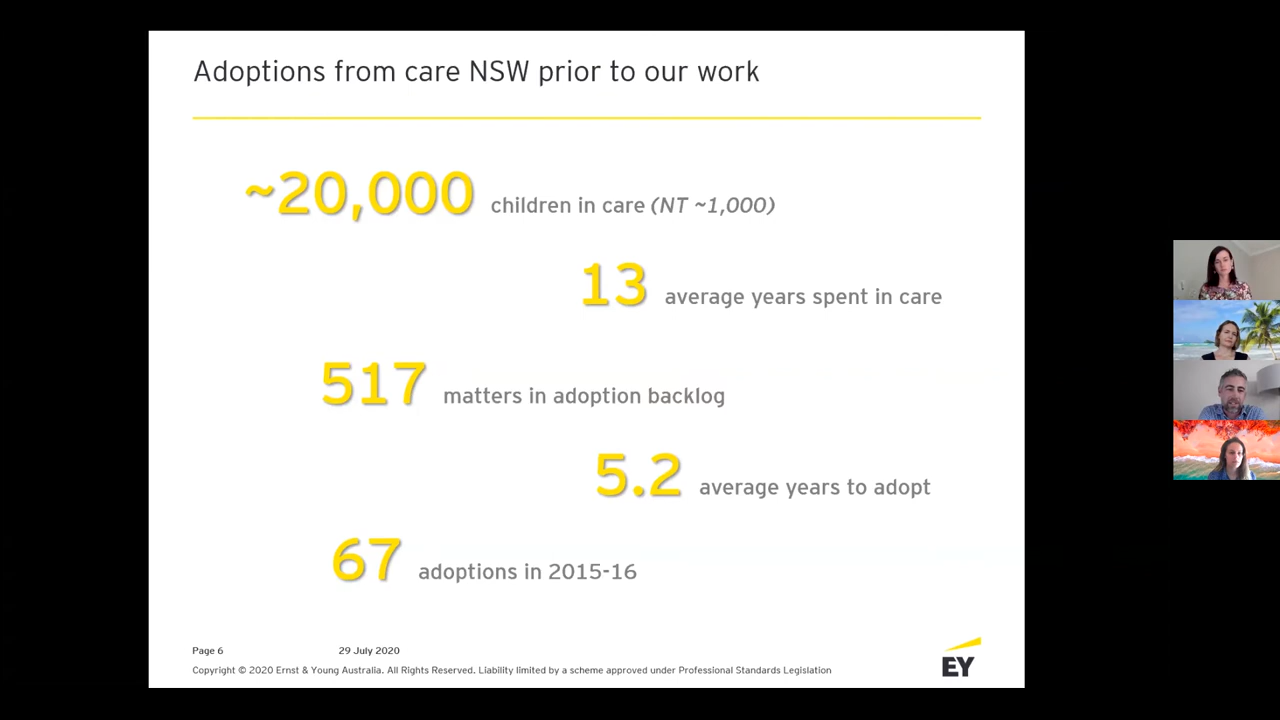 Adoptions from care NSW prior to our work
~20,000 children in care (NT ~1,000)
13 average years spent in care
517 matters in adoption backlog
5.2 average years to adopt
67 adoptions in 2015-16
Page 6 29 July 2020
Copyright © 2020 Ernst & Young Australia. All Rights Reserved. Liability limited by a scheme approved under Professional Standards Legislation
EY